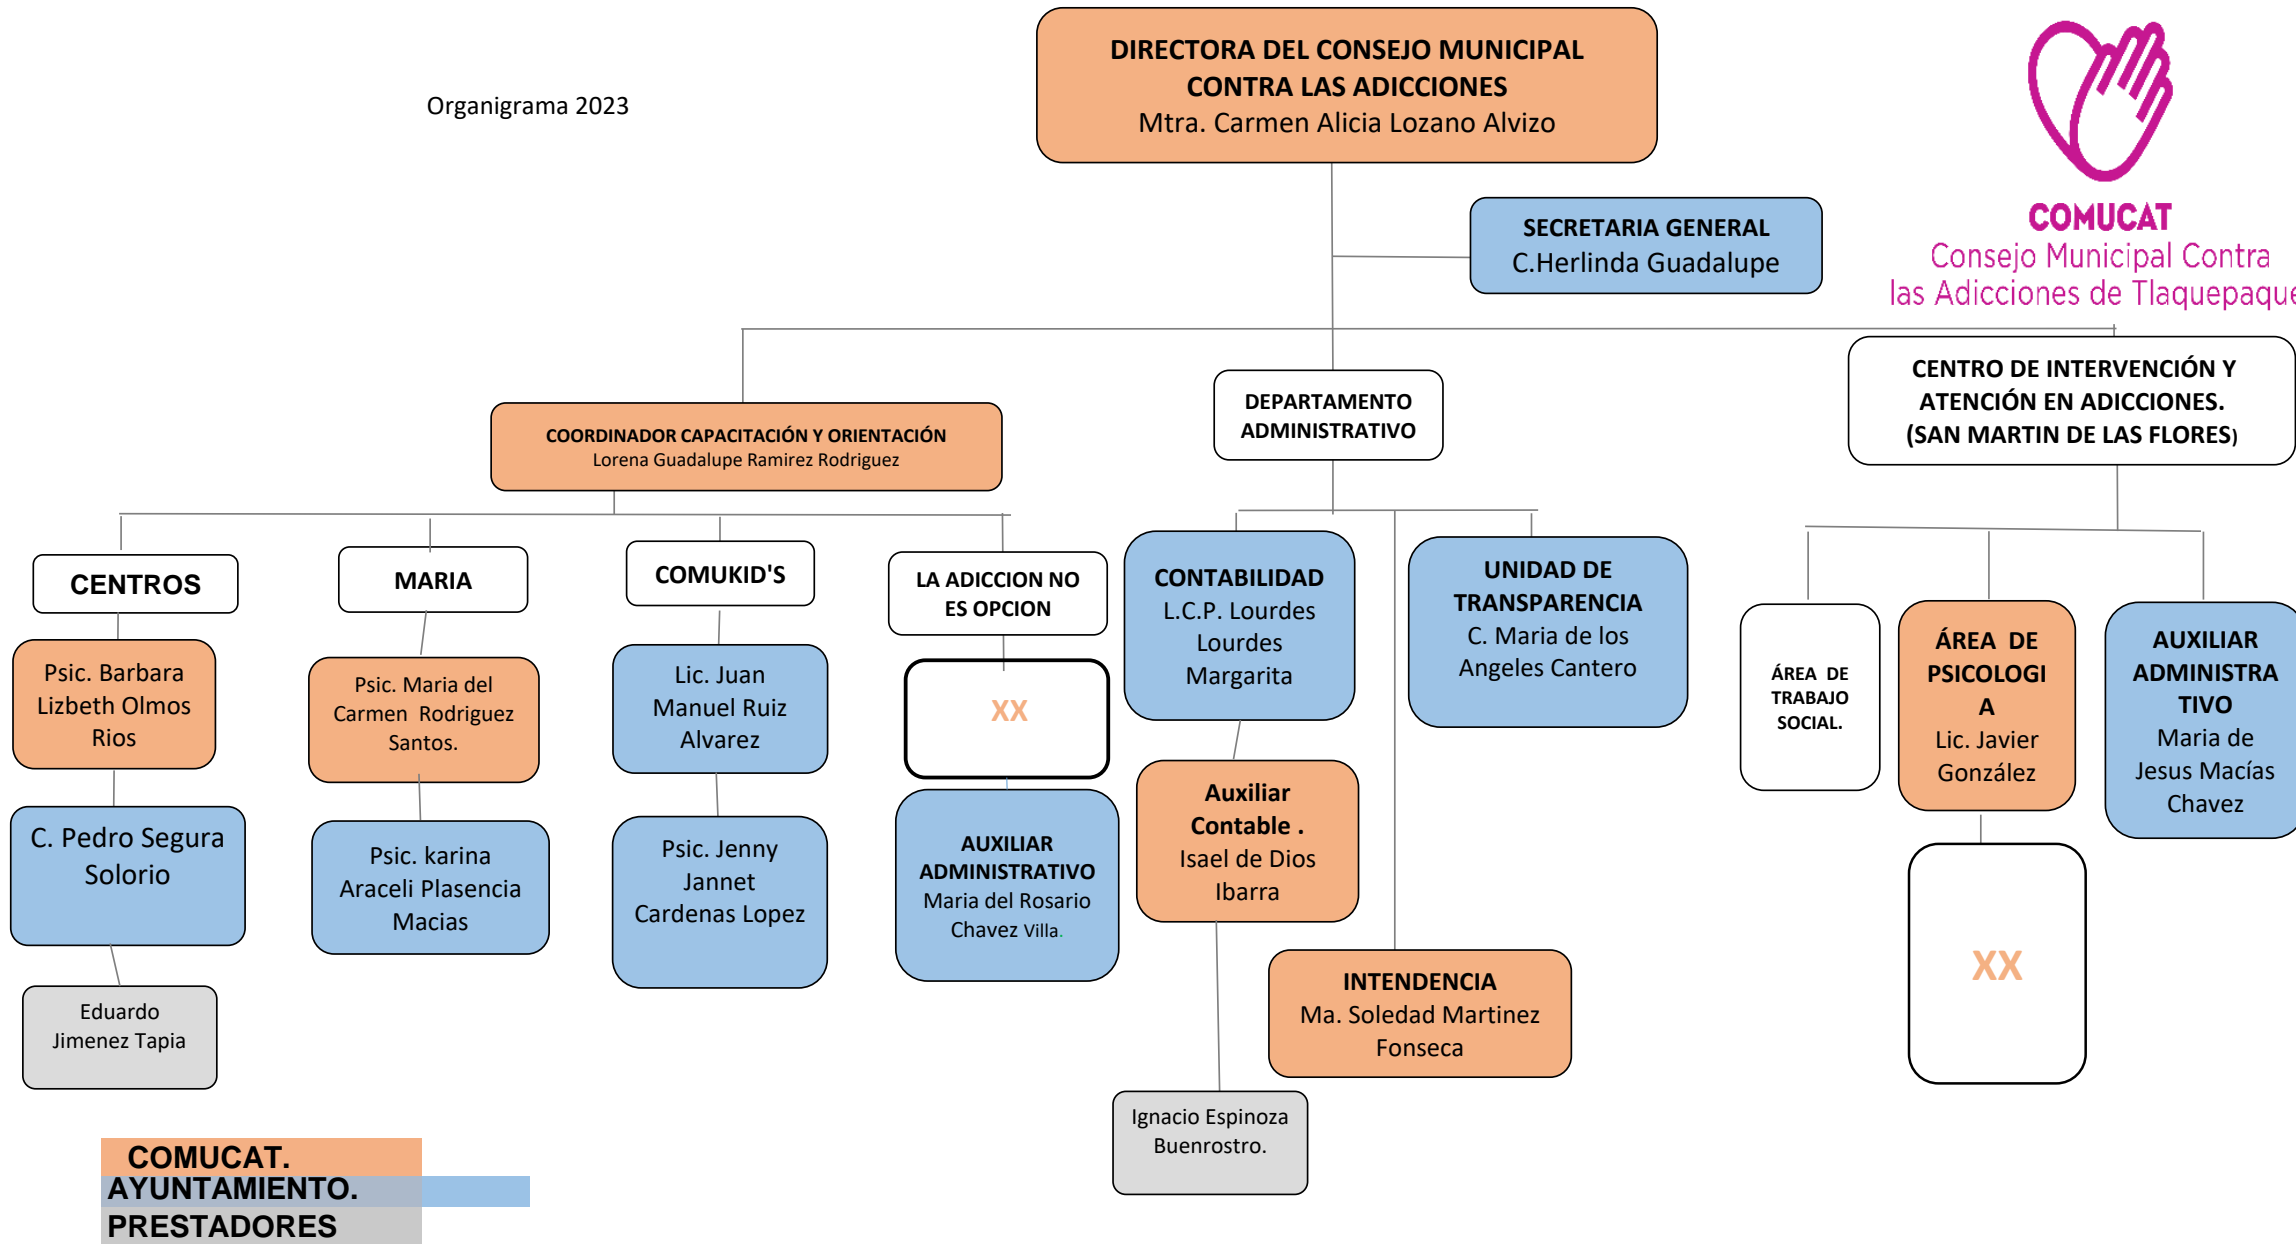 Organigrama 2023
DIRECTORA DEL CONSEJO MUNICIPAL
CONTRA LAS ADICCIONES
Mtra. Carmen Alicia Lozano Alvizo
COMUCAT
Consejo Municipal Contra
las Adicciones de Tlaquepaque
SECRETARIA GENERAL
C.Herlinda Guadalupe
COORDINADOR CAPACITACIÓN Y ORIENTACIÓN
Lorena Guadalupe Ramirez Rodriguez
DEPARTAMENTO
ADMINISTRATIVO
CENTRO DE INTERVENCIÓN Y
ATENCIÓN EN ADICCIONES.
(SAN MARTIN DE LAS FLORES)
CENTROS
Psic. Barbara
Lizbeth Olmos
Rios
C. Pedro Segura
Solorio
Eduardo
Jimenez Tapia
MARIA
Psic. Maria del
Carmen  Rodriguez
Santos.
Psic. karina
Araceli Plasencia
Macias
COMUKID'S
Lic. Juan
Manuel Ruiz
Alvarez
Psic. Jenny
Jannet
Cardenas Lopez
LA ADICCION NO
ES OPCION
XX
AUXILIAR
ADMINISTRATIVO
Maria del Rosario
Chavez Villa.
CONTABILIDAD
L.C.P. Lourdes
Lourdes
Margarita
Auxiliar
Contable .
Isael de Dios
Ibarra
Ignacio Espinoza
Buenrostro.
INTENDENCIA
Ma. Soledad Martinez
Fonseca
UNIDAD DE
TRANSPARENCIA
C. Maria de los
Angeles Cantero
ÁREA  DE
TRABAJO
SOCIAL.
ÁREA  DE
PSICOLOGI
A
Lic. Javier
González
XX
AUXILIAR
ADMINISTRA
TIVO
Maria de
Jesus Macías
Chavez
COMUCAT.
AYUNTAMIENTO.
PRESTADORES